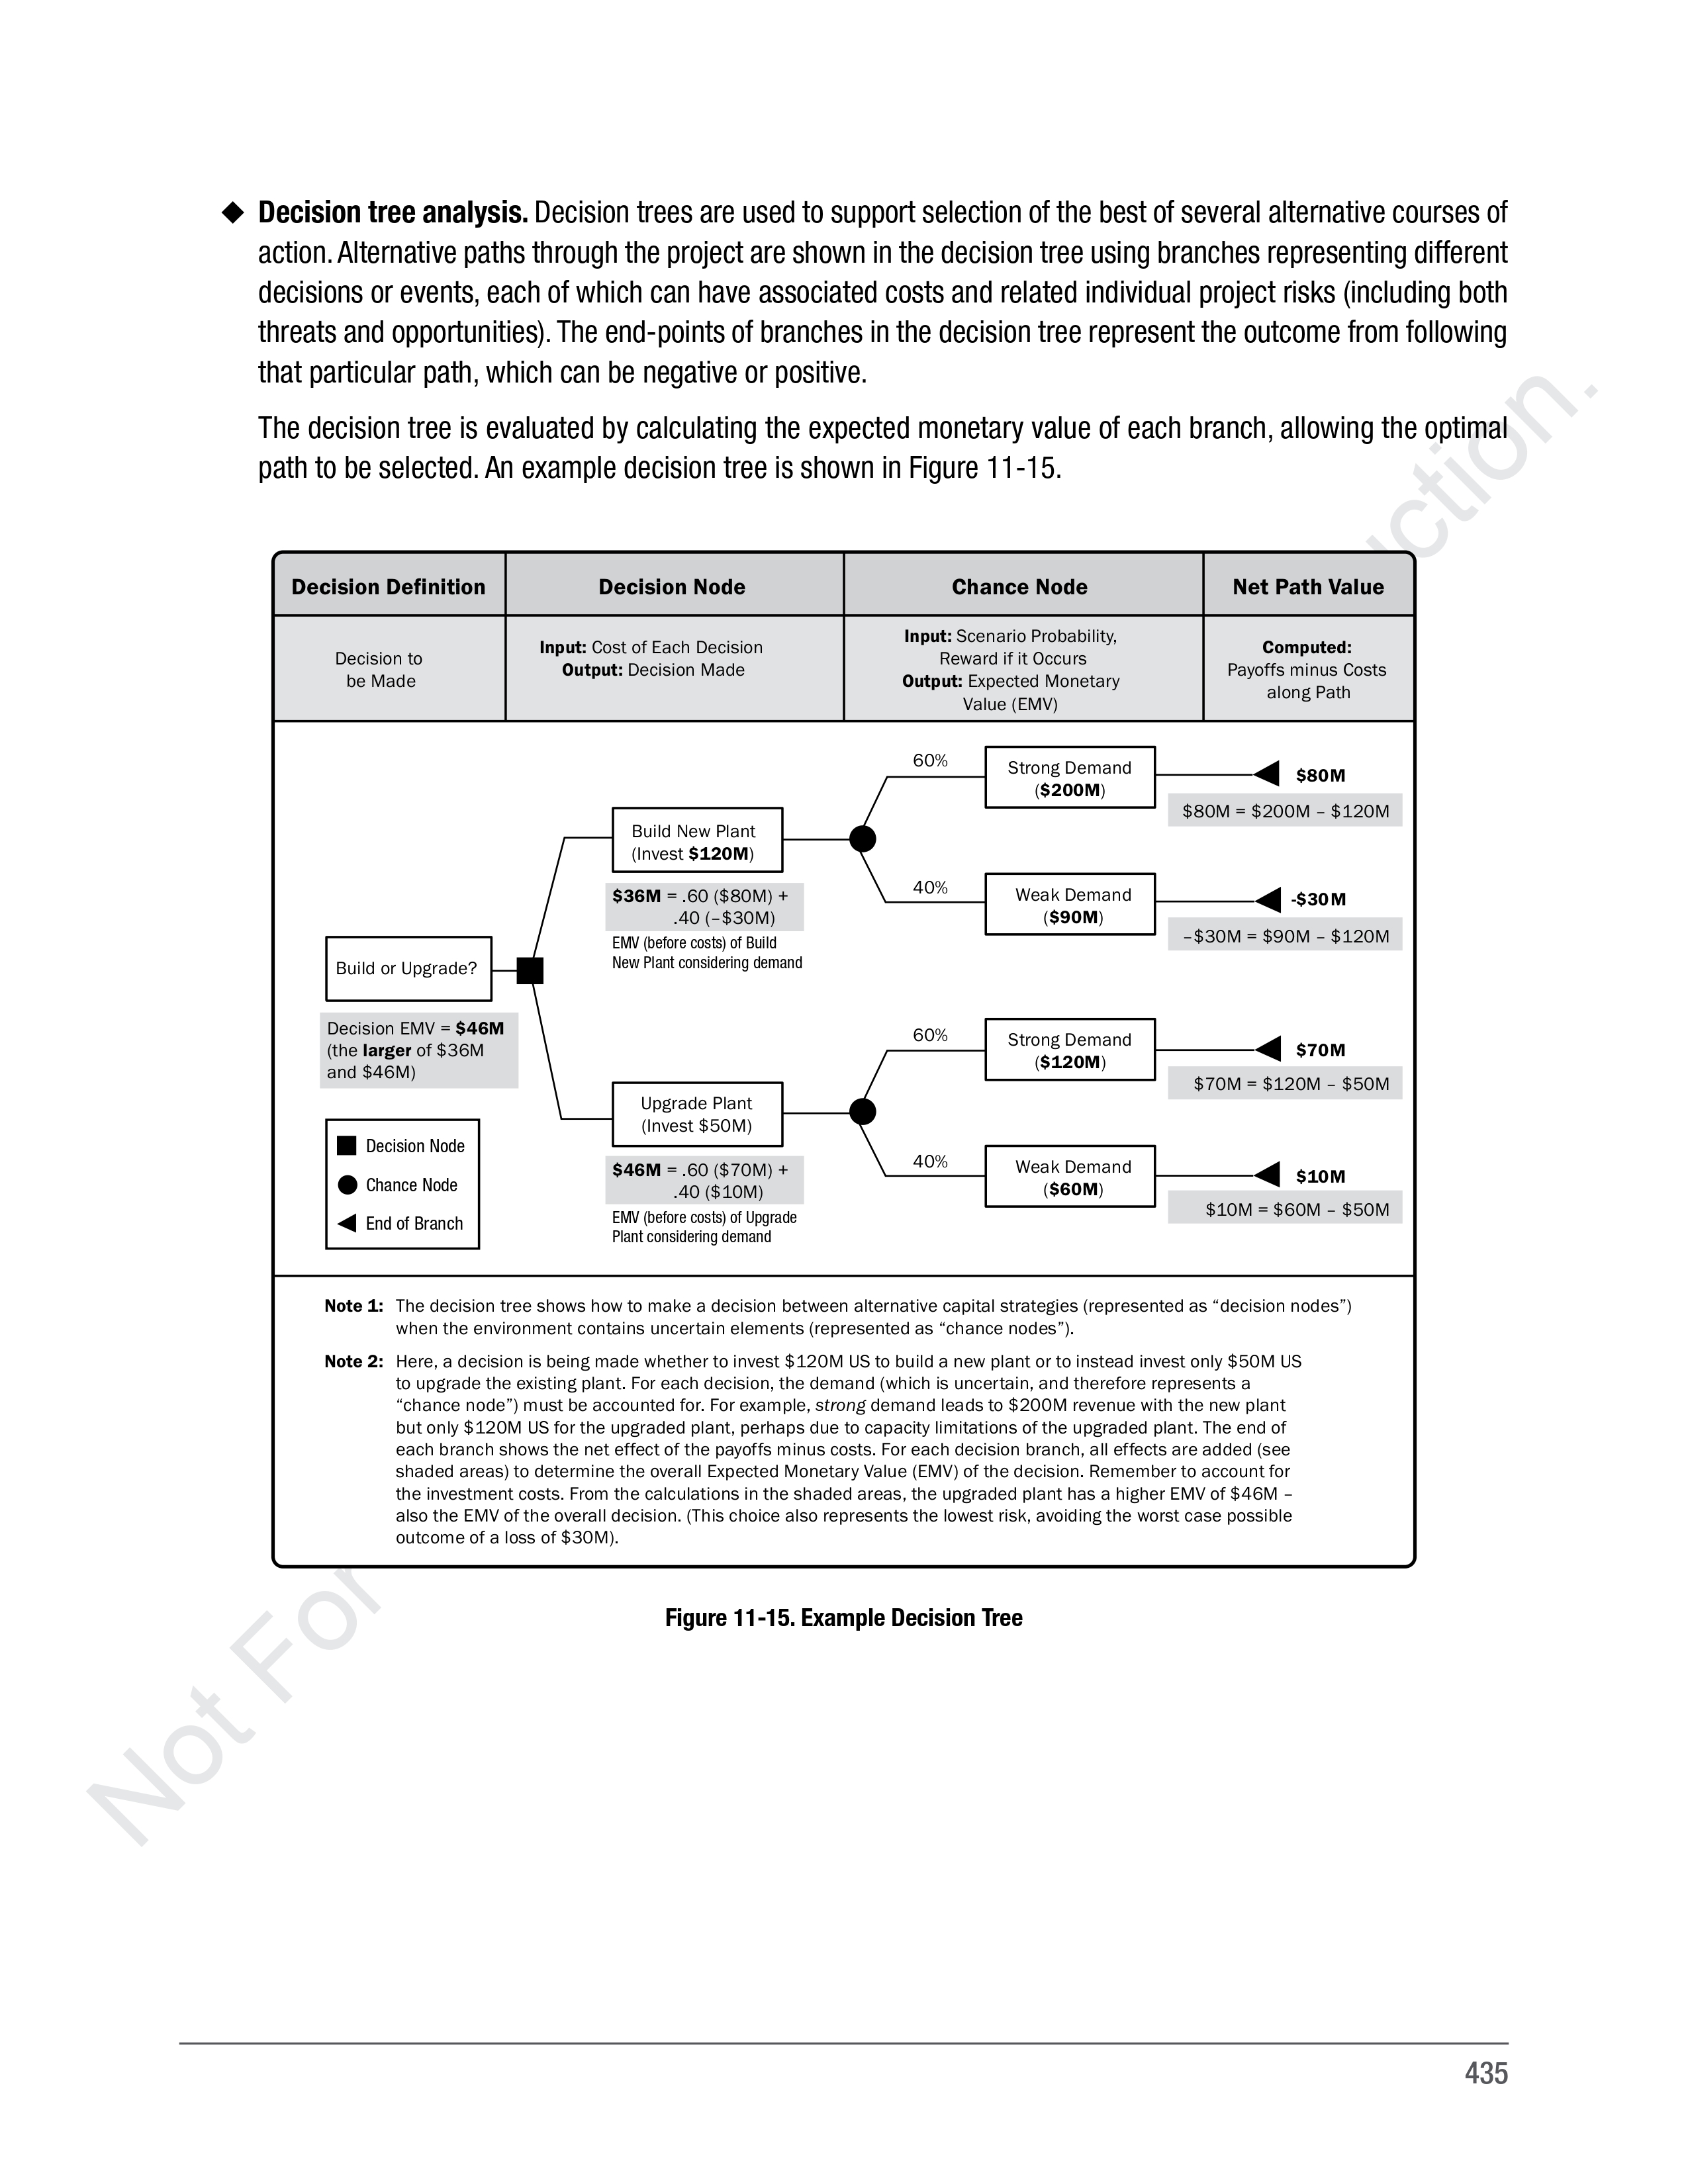 ◆ Decision tree analysis. Decision trees are used to support selection of the best of several alternative courses of
action. Alternative paths through the project are shown in the decision tree using branches representing different
decisions or events, each of which can have associated costs and related individual project risks (including both
threats and opportunities). The end-points of branches in the decision tree represent the outcome from following
that particular path, which can be negative or positive.
The decision tree is evaluated by calculating the expected monetary value of each branch, allowing the optimal
path to be selected. An example decision tree is shown in Figure 11-15.
Decision Definition
Decision Node
Chance Node
Net Path Value
Decision to
be Made
Input: Cost of Each Decision
Output: Decision Made
Input: Scenario Probability,
Reward if it Occurs
Output: Expected Monetary
Value (EMV)
Computed:
Payoffs minus Costs
along Path
Build or Upgrade?
Decision EMV = $46M
(the larger of $36M
and $46M)
Decision Node
Chance Node
End of Branch
Build New Plant
(Invest $120M)
$36M = .60 ($80M) +
.40 (–$30M)
EMV (before costs) of Build
New Plant considering demand
60%
Strong Demand
($200M)
$80M
$80M = $200M – $120M
40%
Weak Demand
($90M)
-$30M
–$30M = $90M – $120M
Upgrade Plant
(Invest $50M)
$46M = .60 ($70M) +
.40 ($10M)
EMV (before costs) of Upgrade
Plant considering demand
60%
Strong Demand
($120M)
$70M
$70M = $120M – $50M
40%
Weak Demand
($60M)
$10M
$10M = $60M – $50M
Note 1: The decision tree shows how to make a decision between alternative capital strategies (represented as “decision nodes”)
when the environment contains uncertain elements (represented as “chance nodes”).
Note 2: Here, a decision is being made whether to invest $120M US to build a new plant or to instead invest only $50M US
to upgrade the existing plant. For each decision, the demand (which is uncertain, and therefore represents a
“chance node”) must be accounted for. For example, strong demand leads to $200M revenue with the new plant
but only $120M US for the upgraded plant, perhaps due to capacity limitations of the upgraded plant. The end of
each branch shows the net effect of the payoffs minus costs. For each decision branch, all effects are added (see
shaded areas) to determine the overall Expected Monetary Value (EMV) of the decision. Remember to account for
the investment costs. From the calculations in the shaded areas, the upgraded plant has a higher EMV of $46M –
also the EMV of the overall decision. (This choice also represents the lowest risk, avoiding the worst case possible
outcome of a loss of $30M).
Figure 11-15. Example Decision Tree
Not For
435